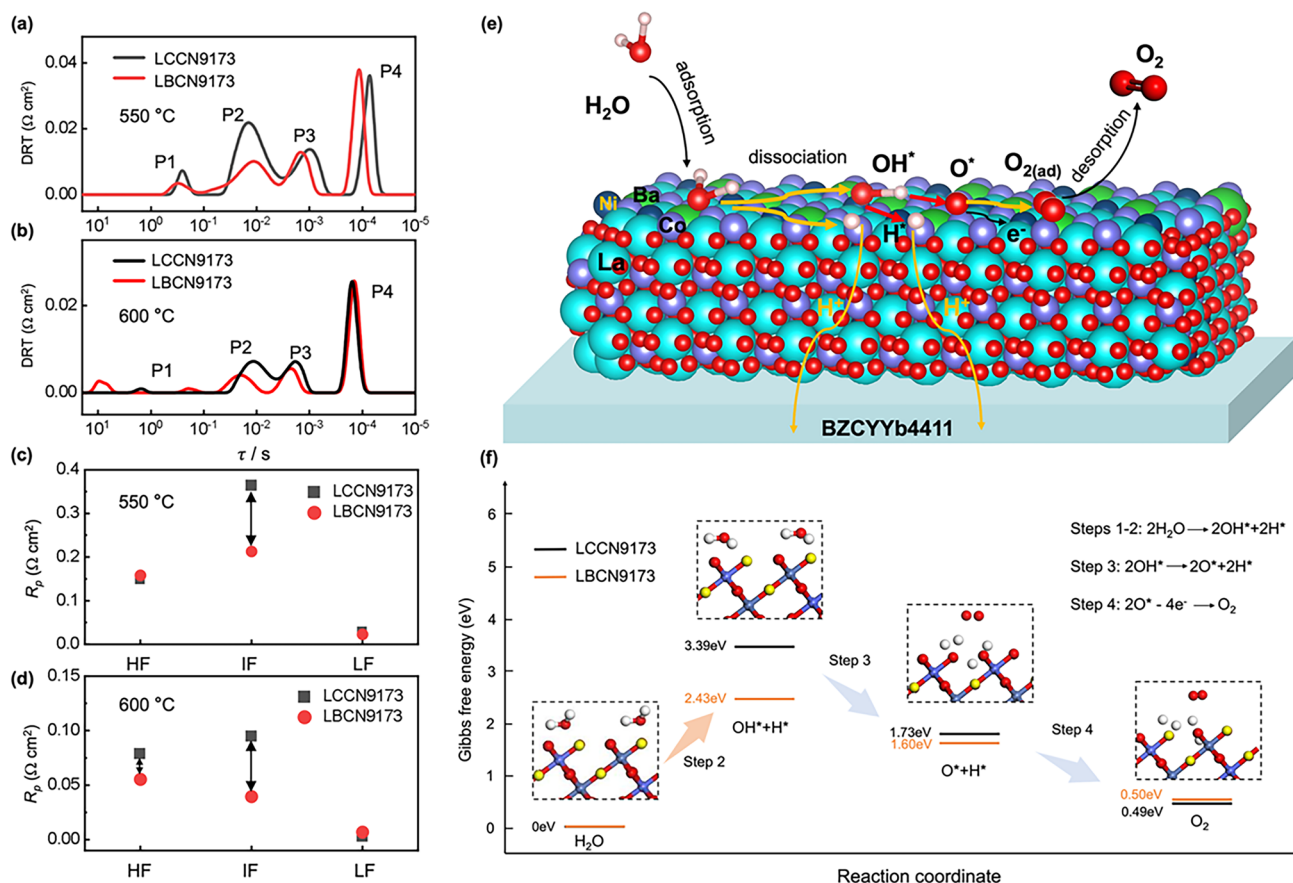 (a)
DRT (Ω cm²)
0.04
0.02
0.00
LCCN9173
LBCN9173
550 °C
P1
P2
P3
P4
10¹ 10⁰ 10⁻¹ 10⁻² 10⁻³ 10⁻⁴ 10⁻⁵
(b)
DRT (Ω cm²)
0.02
0.00
LCCN9173
LBCN9173
600 °C
P1
P2
P3
P4
10¹ 10⁰ 10⁻¹ 10⁻² 10⁻³ 10⁻⁴ 10⁻⁵
τ / s
(c)
Rp (Ω cm²)
0.4
0.3
0.2
0.1
0.0
550 °C
LCCN9173
LBCN9173
HF IF LF
(d)
Rp (Ω cm²)
0.15
0.10
0.05
0.00
600 °C
LCCN9173
LBCN9173
HF IF LF
(e)
H₂O
adsorption
dissociation
OH*
O*
O₂(ad)
desorption
O₂
Ni
Ba
Co
La
H*
e⁻
H⁺
H⁺
BZCYYb4411
(f)
Gibbs free energy (eV)
6
5
4
3
2
1
0
LCCN9173
LBCN9173
Steps 1-2: 2H₂O → 2OH*+2H*
Step 3: 2OH* → 2O*+2H*
Step 4: 2O* - 4e⁻ → O₂
0eV
H₂O
Step 2
3.39eV
2.43eV
OH*+H*
Step 3
1.73eV
1.60eV
O*+H*
Step 4
0.50eV
0.49eV
O₂
Reaction coordinate